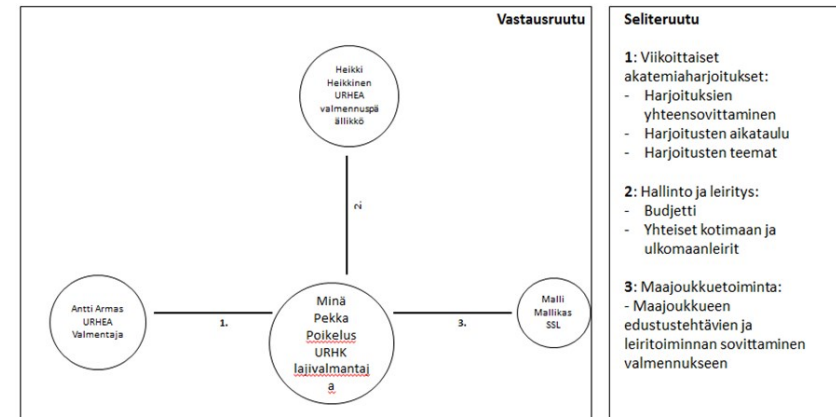 Vastausruutu
Heikki
Heikkinen
URHEA
valmennuspä
ällikkö
2.
Antti Armas
URHEA
Valmentaja
1.
Minä
Pekka
Poikelus
URHK
lajivalmantaj
a
3.
Malli
Mallikas
SSL
Seliteruutu
1: Viikoittaiset
akatemiaharjoitukset:
- Harjoituksien
yhteensovittaminen
- Harjoitusten aikataulu
- Harjoitusten teemat
2: Hallinto ja leiritys:
- Budjetti
- Yhteiset kotimaan ja
ulkomaanleirit
3: Maajoukkuetoiminta:
- Maajoukkueen
edustustehtävien ja
leiritoiminnan sovittaminen
valmennukseen